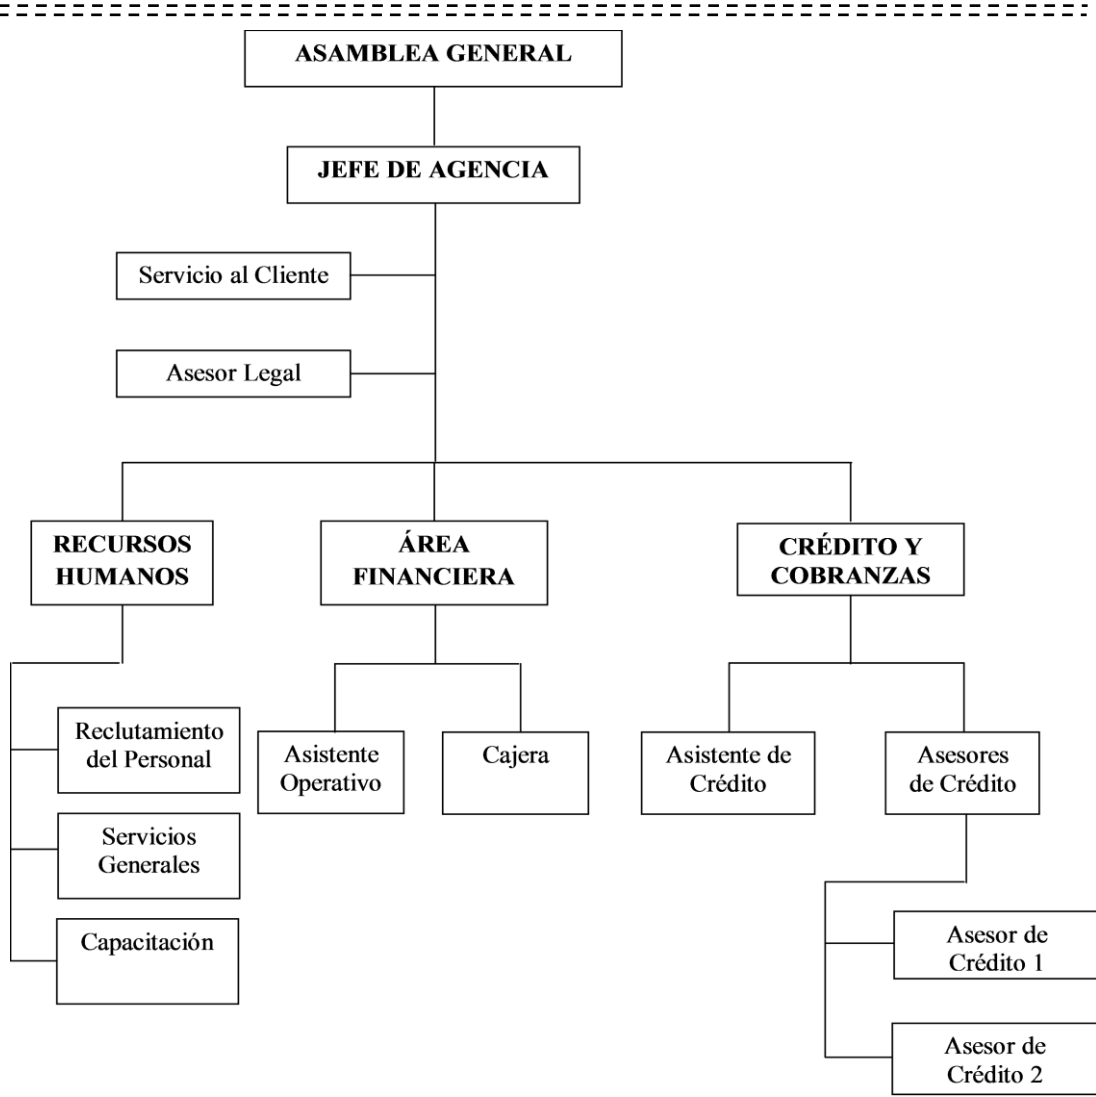 ASAMBLEA GENERAL
JEFE DE AGENCIA
Servicio al Cliente
Asesor Legal
RECURSOS
HUMANOS
ÁREA
FINANCIERA
CRÉDITO Y
COBRANZAS
Reclutamiento
del Personal
Servicios
Generales
Capacitación
Asistente
Operativo
Cajera
Asistente de
Crédito
Asesores
de Crédito
Asesor de
Crédito 1
Asesor de
Crédito 2